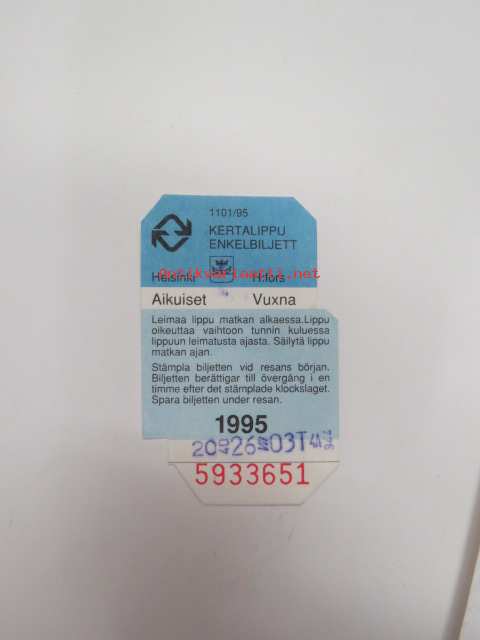 1101/95
KERTALIPPU
ENKELBILJETT
Helsinki H:fors
Antikvariaatti.net
Aikuiset Vuxna
Leimaa lippu matkan alkaessa.Lippu
oikeuttaa vaihtoon tunnin kuluessa
lippuun leimatusta ajasta. Säilytä lippu
matkan ajan.
Stämpla biljetten vid resans början.
Biljetten berättigar till övergång i en
timme efter det stämplade klockslaget.
Spara biljetten under resan.
1995
5933651